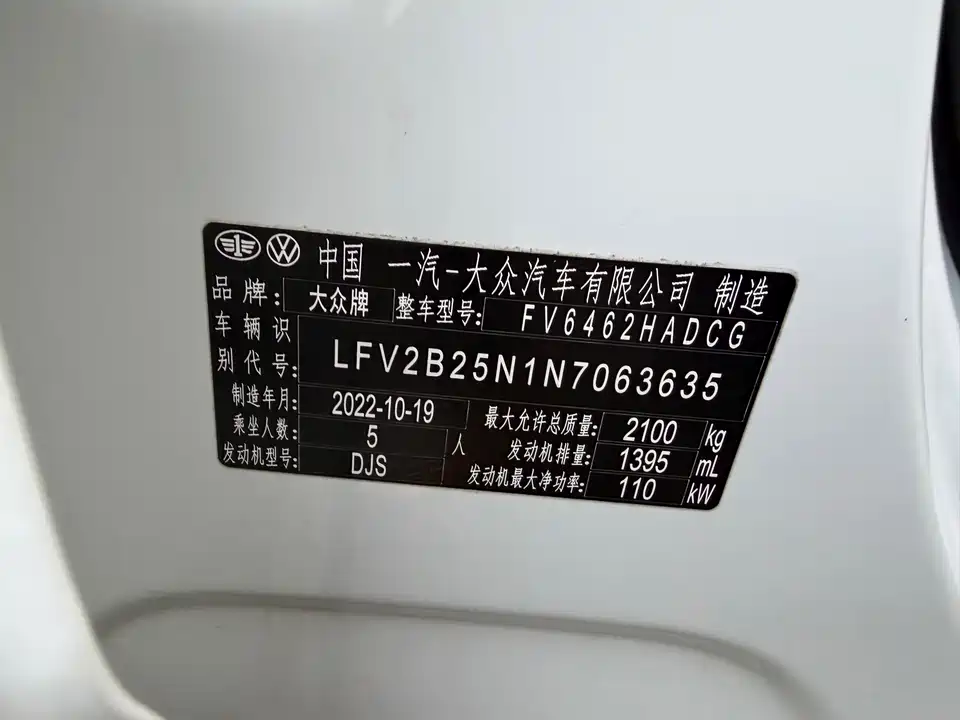 中国 一汽-大众汽车有限公司 制造
品牌: 大众牌 整车型号: FV6462HADCG
车辆识别代号: LFV2B25N1N7063635
制造年月: 2022-10-19 最大允许总质量: 2100 kg
乘坐人数: 5 人 发动机排量: 1395 mL
发动机型号: DJS 发动机最大净功率: 110 kW